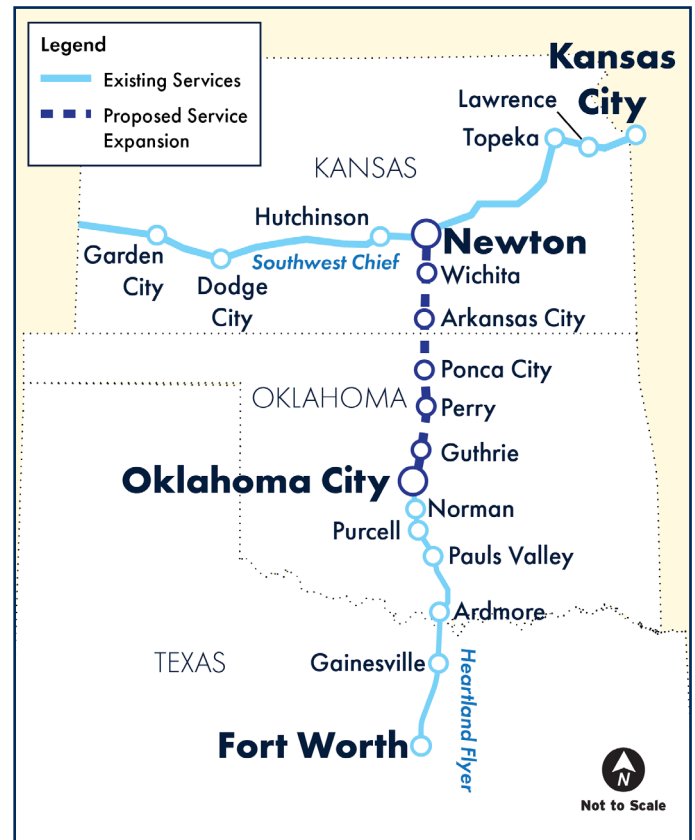 Legend
Existing Services
Proposed Service
Expansion
Kansas
City
Lawrence
Topeka
KANSAS
Hutchinson
Newton
Garden
City
Southwest Chief
Dodge
City
Wichita
Arkansas City
Ponca City
OKLAHOMA
Perry
Guthrie
Oklahoma City
Norman
Purcell
Pauls Valley
Ardmore
TEXAS
Gainesville
Heartland Flyer
Fort Worth
N
Not to Scale